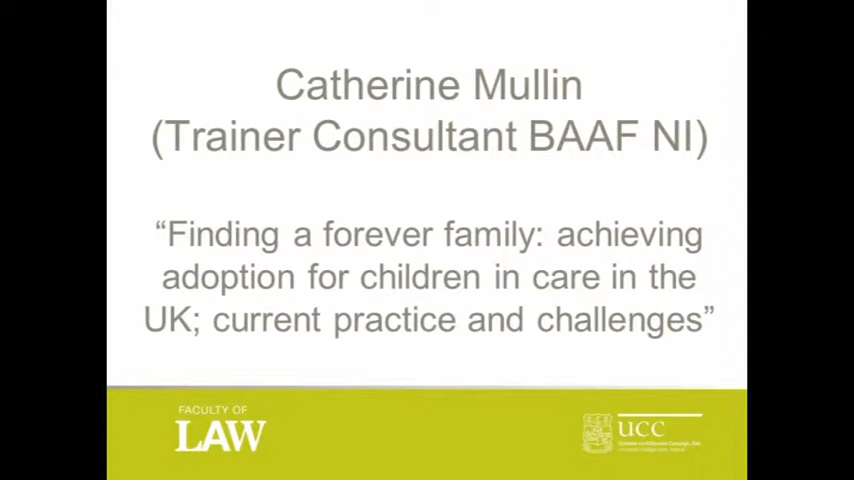 Catherine Mullin
(Trainer Consultant BAAF NI)
“Finding a forever family: achieving
adoption for children in care in the
UK; current practice and challenges”
FACULTY OF
LAW
UCC